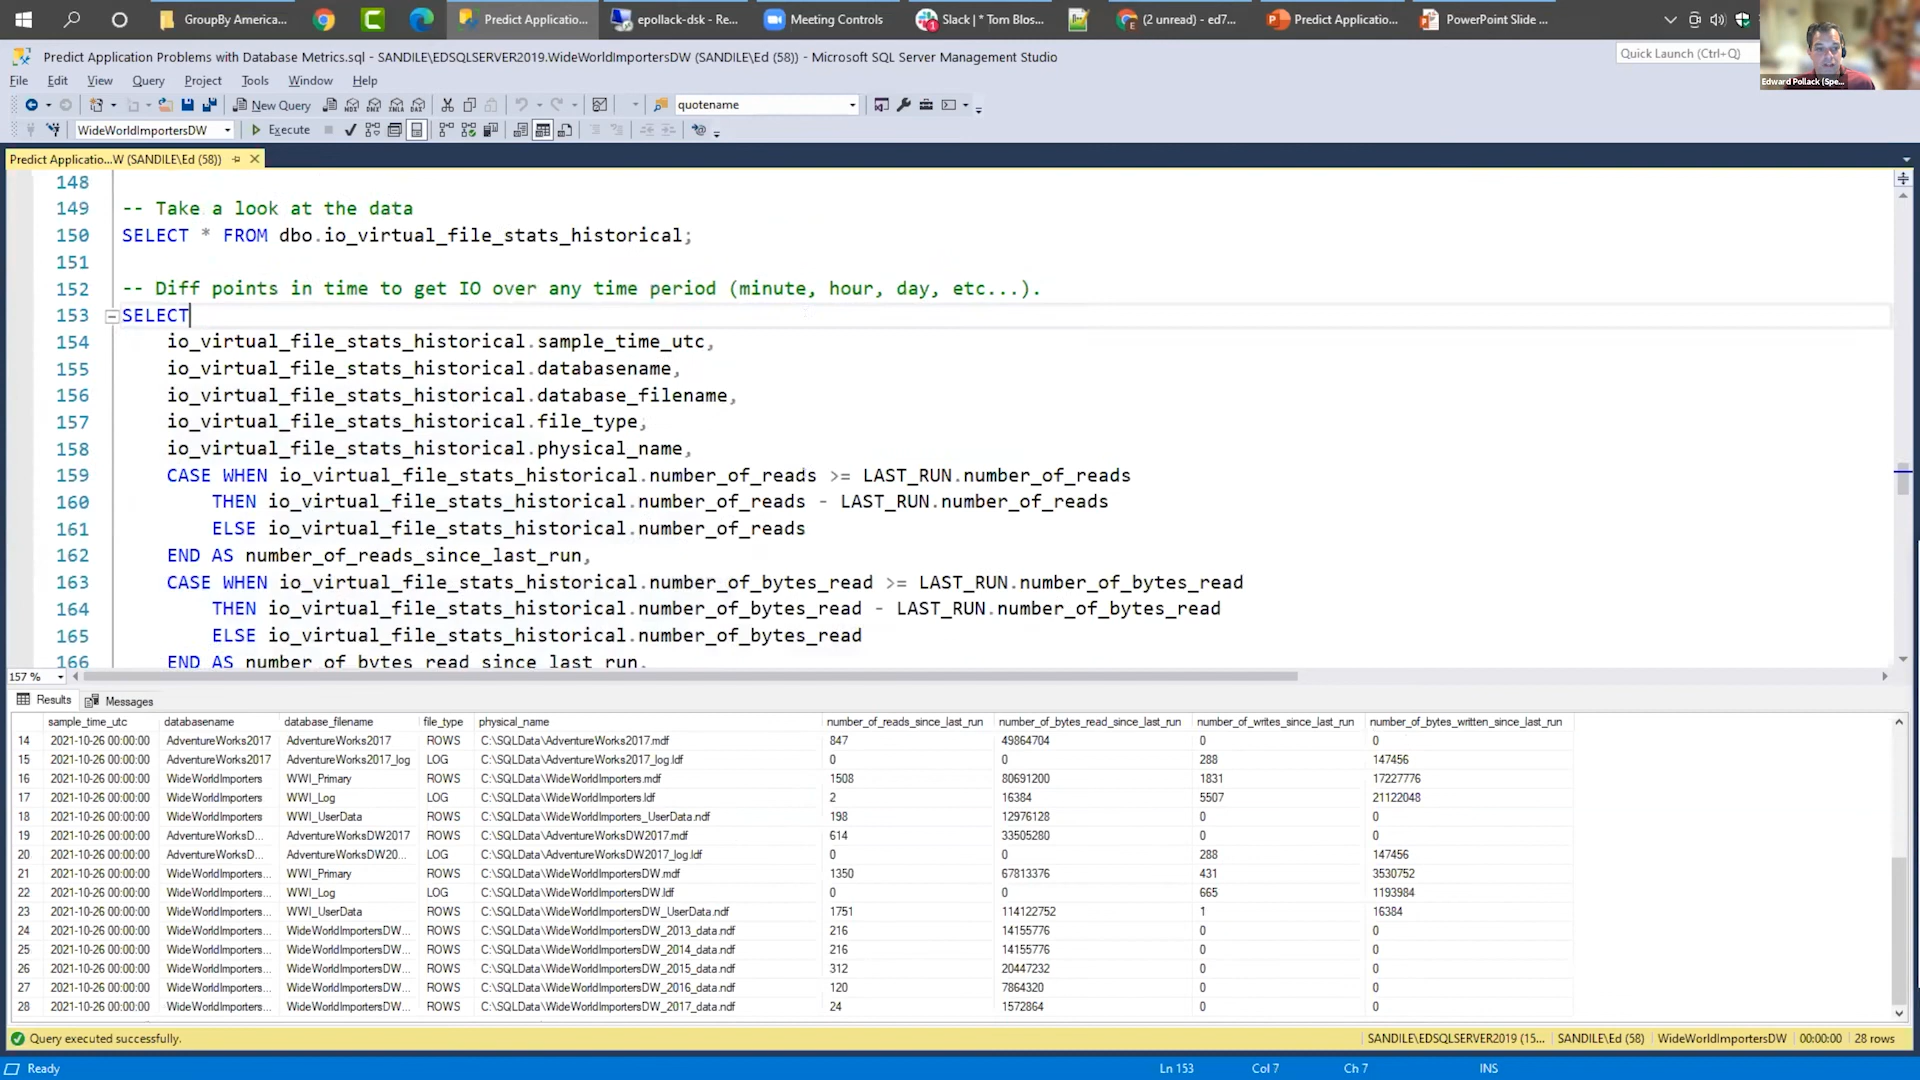 GroupBy America...
Predict Applicatio...
epollack-dsk - Re...
Meeting Controls
Slack | * Tom Blos...
(2 unread) - ed7...
Predict Applicatio...
PowerPoint Slide ...
Predict Application Problems with Database Metrics.sql - SANDILE\EDSQLSERVER2019.WideWorldImportersDW (SANDILE\Ed (58)) - Microsoft SQL Server Management Studio
Quick Launch (Ctrl+Q)
Edward Pollack (Spe...
File Edit View Query Project Tools Window Help
New Query
quotename
WideWorldImportersDW
Execute
Predict Applicatio...W (SANDILE\Ed (58))
148
149 -- Take a look at the data
150 SELECT * FROM dbo.io_virtual_file_stats_historical;
151
152 -- Diff points in time to get IO over any time period (minute, hour, day, etc...).
153 SELECT
154 io_virtual_file_stats_historical.sample_time_utc,
155 io_virtual_file_stats_historical.databasename,
156 io_virtual_file_stats_historical.database_filename,
157 io_virtual_file_stats_historical.file_type,
158 io_virtual_file_stats_historical.physical_name,
159 CASE WHEN io_virtual_file_stats_historical.number_of_reads >= LAST_RUN.number_of_reads
160 THEN io_virtual_file_stats_historical.number_of_reads - LAST_RUN.number_of_reads
161 ELSE io_virtual_file_stats_historical.number_of_reads
162 END AS number_of_reads_since_last_run,
163 CASE WHEN io_virtual_file_stats_historical.number_of_bytes_read >= LAST_RUN.number_of_bytes_read
164 THEN io_virtual_file_stats_historical.number_of_bytes_read - LAST_RUN.number_of_bytes_read
165 ELSE io_virtual_file_stats_historical.number_of_bytes_read
166 END AS number_of_bytes_read_since_last_run,
157 %
Results Messages
sample_time_utc databasename database_filename file_type physical_name number_of_reads_since_last_run number_of_bytes_read_since_last_run number_of_writes_since_last_run number_of_bytes_written_since_last_run
14 2021-10-26 00:00:00 AdventureWorks2017 AdventureWorks2017 ROWS C:\SQLData\AdventureWorks2017.mdf 847 49864704 0 0
15 2021-10-26 00:00:00 AdventureWorks2017 AdventureWorks2017_log LOG C:\SQLData\AdventureWorks2017_log.ldf 0 0 288 147456
16 2021-10-26 00:00:00 WideWorldImporters WWI_Primary ROWS C:\SQLData\WideWorldImporters.mdf 1508 80691200 1831 17227776
17 2021-10-26 00:00:00 WideWorldImporters WWI_Log LOG C:\SQLData\WideWorldImporters.ldf 2 16384 5507 21122048
18 2021-10-26 00:00:00 WideWorldImporters WWI_UserData ROWS C:\SQLData\WideWorldImporters_UserData.ndf 198 12976128 0 0
19 2021-10-26 00:00:00 AdventureWorksD... AdventureWorksDW2017 ROWS C:\SQLData\AdventureWorksDW2017.mdf 614 33505280 0 0
20 2021-10-26 00:00:00 AdventureWorksD... AdventureWorksDW20... LOG C:\SQLData\AdventureWorksDW2017_log.ldf 0 0 288 147456
21 2021-10-26 00:00:00 WideWorldImporters... WWI_Primary ROWS C:\SQLData\WideWorldImportersDW.mdf 1350 67813376 431 3530752
22 2021-10-26 00:00:00 WideWorldImporters... WWI_Log LOG C:\SQLData\WideWorldImportersDW.ldf 0 0 665 1193984
23 2021-10-26 00:00:00 WideWorldImporters... WWI_UserData ROWS C:\SQLData\WideWorldImportersDW_UserData.ndf 1751 114122752 1 16384
24 2021-10-26 00:00:00 WideWorldImporters... WideWorldImportersDW... ROWS C:\SQLData\WideWorldImportersDW_2013_data.ndf 216 14155776 0 0
25 2021-10-26 00:00:00 WideWorldImporters... WideWorldImportersDW... ROWS C:\SQLData\WideWorldImportersDW_2014_data.ndf 216 14155776 0 0
26 2021-10-26 00:00:00 WideWorldImporters... WideWorldImportersDW... ROWS C:\SQLData\WideWorldImportersDW_2015_data.ndf 312 20447232 0 0
27 2021-10-26 00:00:00 WideWorldImporters... WideWorldImportersDW... ROWS C:\SQLData\WideWorldImportersDW_2016_data.ndf 120 7864320 0 0
28 2021-10-26 00:00:00 WideWorldImporters... WideWorldImportersDW... ROWS C:\SQLData\WideWorldImportersDW_2017_data.ndf 24 1572864 0 0
Query executed successfully. SANDILE\EDSQLSERVER2019 (15... SANDILE\Ed (58) WideWorldImportersDW 00:00:00 28 rows
Ready Ln 153 Col 7 Ch 7 INS